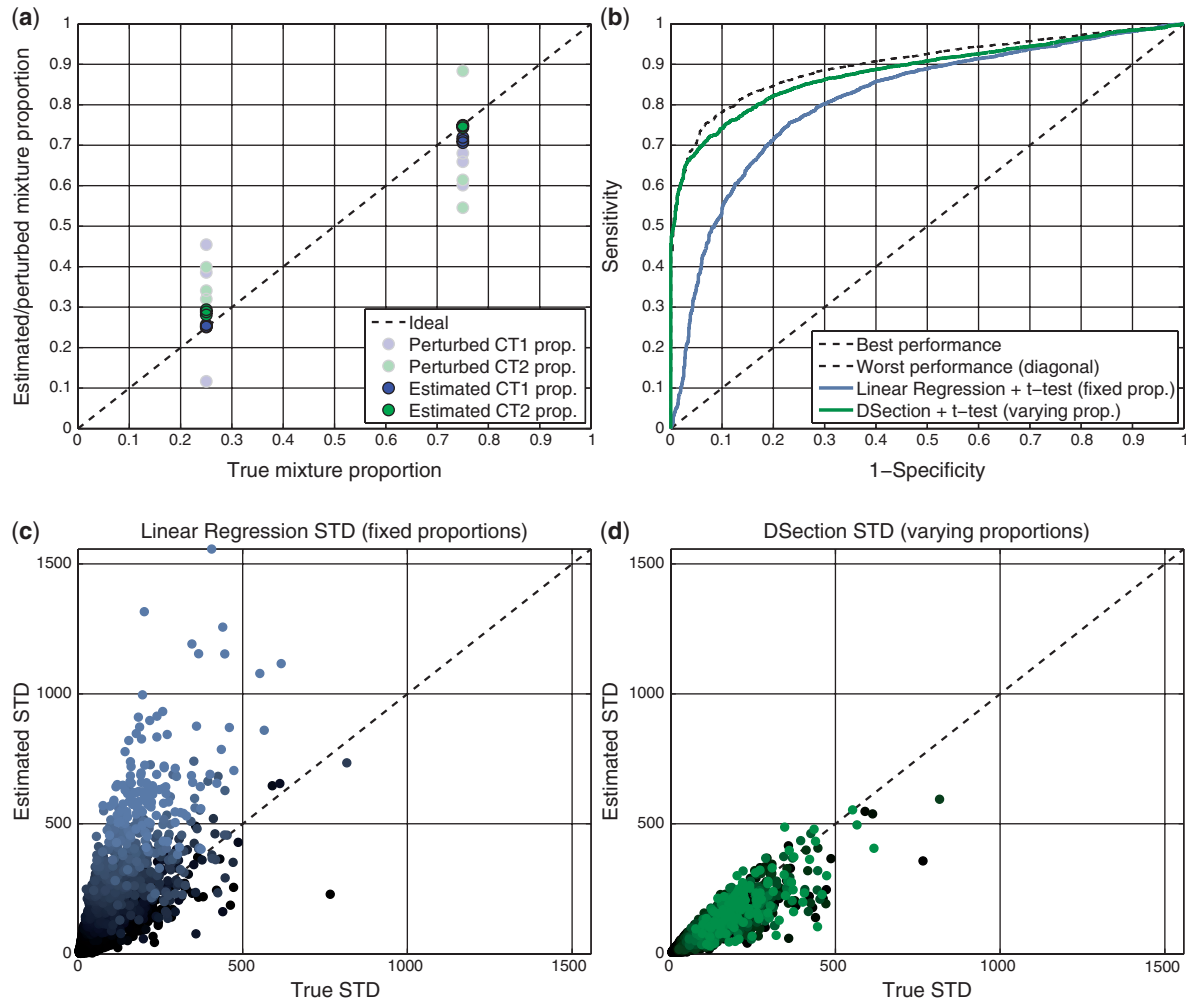 (a)
1
0.9
0.8
0.7
0.6
0.5
0.4
0.3
0.2
0.1
0
Estimated/perturbed mixture proportion
Ideal
Perturbed CT1 prop.
Perturbed CT2 prop.
Estimated CT1 prop.
Estimated CT2 prop.
0 0.1 0.2 0.3 0.4 0.5 0.6 0.7 0.8 0.9 1
True mixture proportion
(b)
1
0.9
0.8
0.7
0.6
0.5
0.4
0.3
0.2
0.1
0
Sensitivity
Best performance
Worst performance (diagonal)
Linear Regression + t−test (fixed prop.)
DSection + t−test (varying prop.)
0 0.1 0.2 0.3 0.4 0.5 0.6 0.7 0.8 0.9 1
1−Specificity
(c)
Linear Regression STD (fixed proportions)
1500
1000
500
0
Estimated STD
0 500 1000 1500
True STD
(d)
DSection STD (varying proportions)
1500
1000
500
0
Estimated STD
0 500 1000 1500
True STD